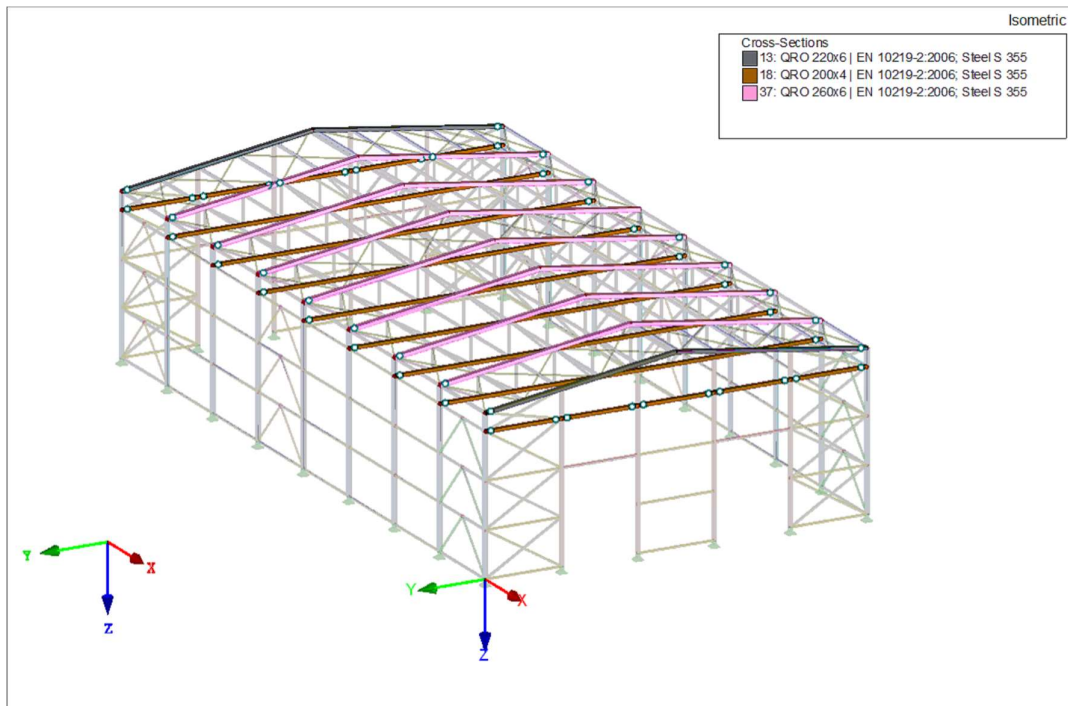 Isometric
Cross-Sections
13: QRO 220x6 | EN 10219-2:2006; Steel S 355
18: QRO 200x4 | EN 10219-2:2006; Steel S 355
37: QRO 260x6 | EN 10219-2:2006; Steel S 355
Y
X
Z
Y
X
Z